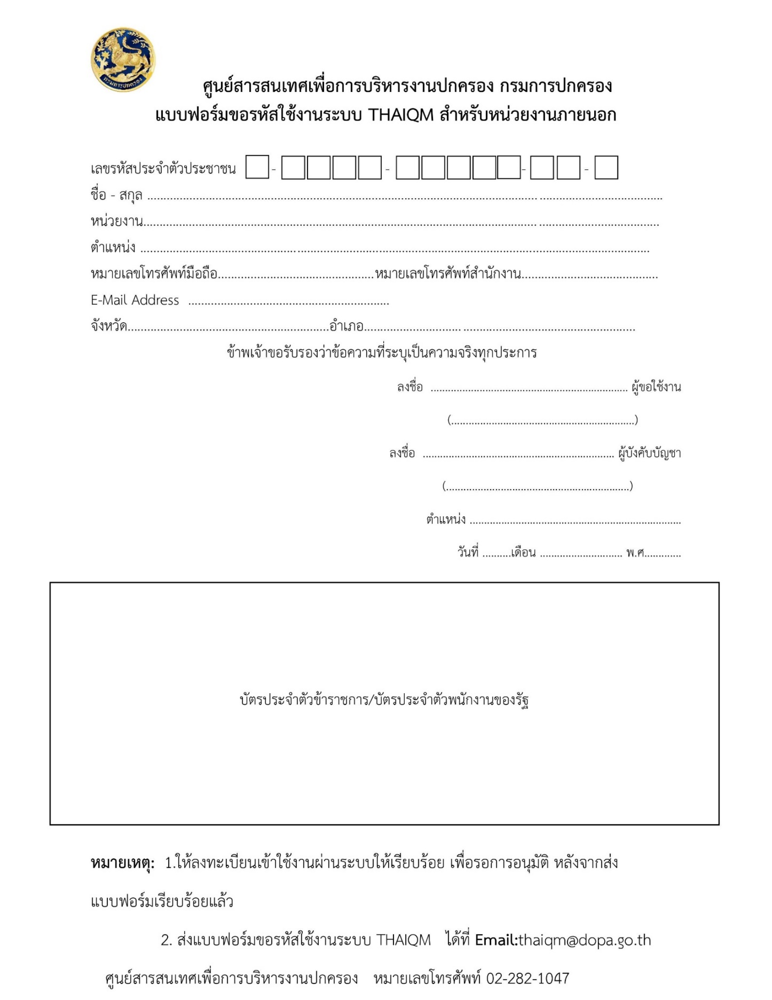 กรมการปกครอง
ศูนย์สารสนเทศเพื่อการบริหารงานปกครอง กรมการปกครอง
แบบฟอร์มขอรหัสใช้งานระบบ THAIQM สำหรับหน่วยงานภายนอก
เลขรหัสประจำตัวประชาชน - - - -
ชื่อ - สกุล ................................................................................
หน่วยงาน................................................................................
ตำแหน่ง ................................................................................
หมายเลขโทรศัพท์มือถือ................................................หมายเลขโทรศัพท์สำนักงาน..........................................
E-Mail Address ..............................................................
จังหวัด..............................................................อำเภอ................................................................................
ข้าพเจ้าขอรับรองว่าข้อความที่ระบุเป็นความจริงทุกประการ
ลงชื่อ ..................................................................... ผู้ขอใช้งาน
(................................................................)
ลงชื่อ ................................................................... ผู้บังคับบัญชา
(................................................................)
ตำแหน่ง ..........................................................................
วันที่ ..........เดือน ............................. พ.ศ.............
บัตรประจำตัวข้าราชการ/บัตรประจำตัวพนักงานของรัฐ
หมายเหตุ: 1.ให้ลงทะเบียนเข้าใช้งานผ่านระบบให้เรียบร้อย เพื่อรอการอนุมัติ หลังจากส่ง
แบบฟอร์มเรียบร้อยแล้ว
2. ส่งแบบฟอร์มขอรหัสใช้งานระบบ THAIQM ได้ที่ Email:thaiqm@dopa.go.th
ศูนย์สารสนเทศเพื่อการบริหารงานปกครอง หมายเลขโทรศัพท์ 02-282-1047